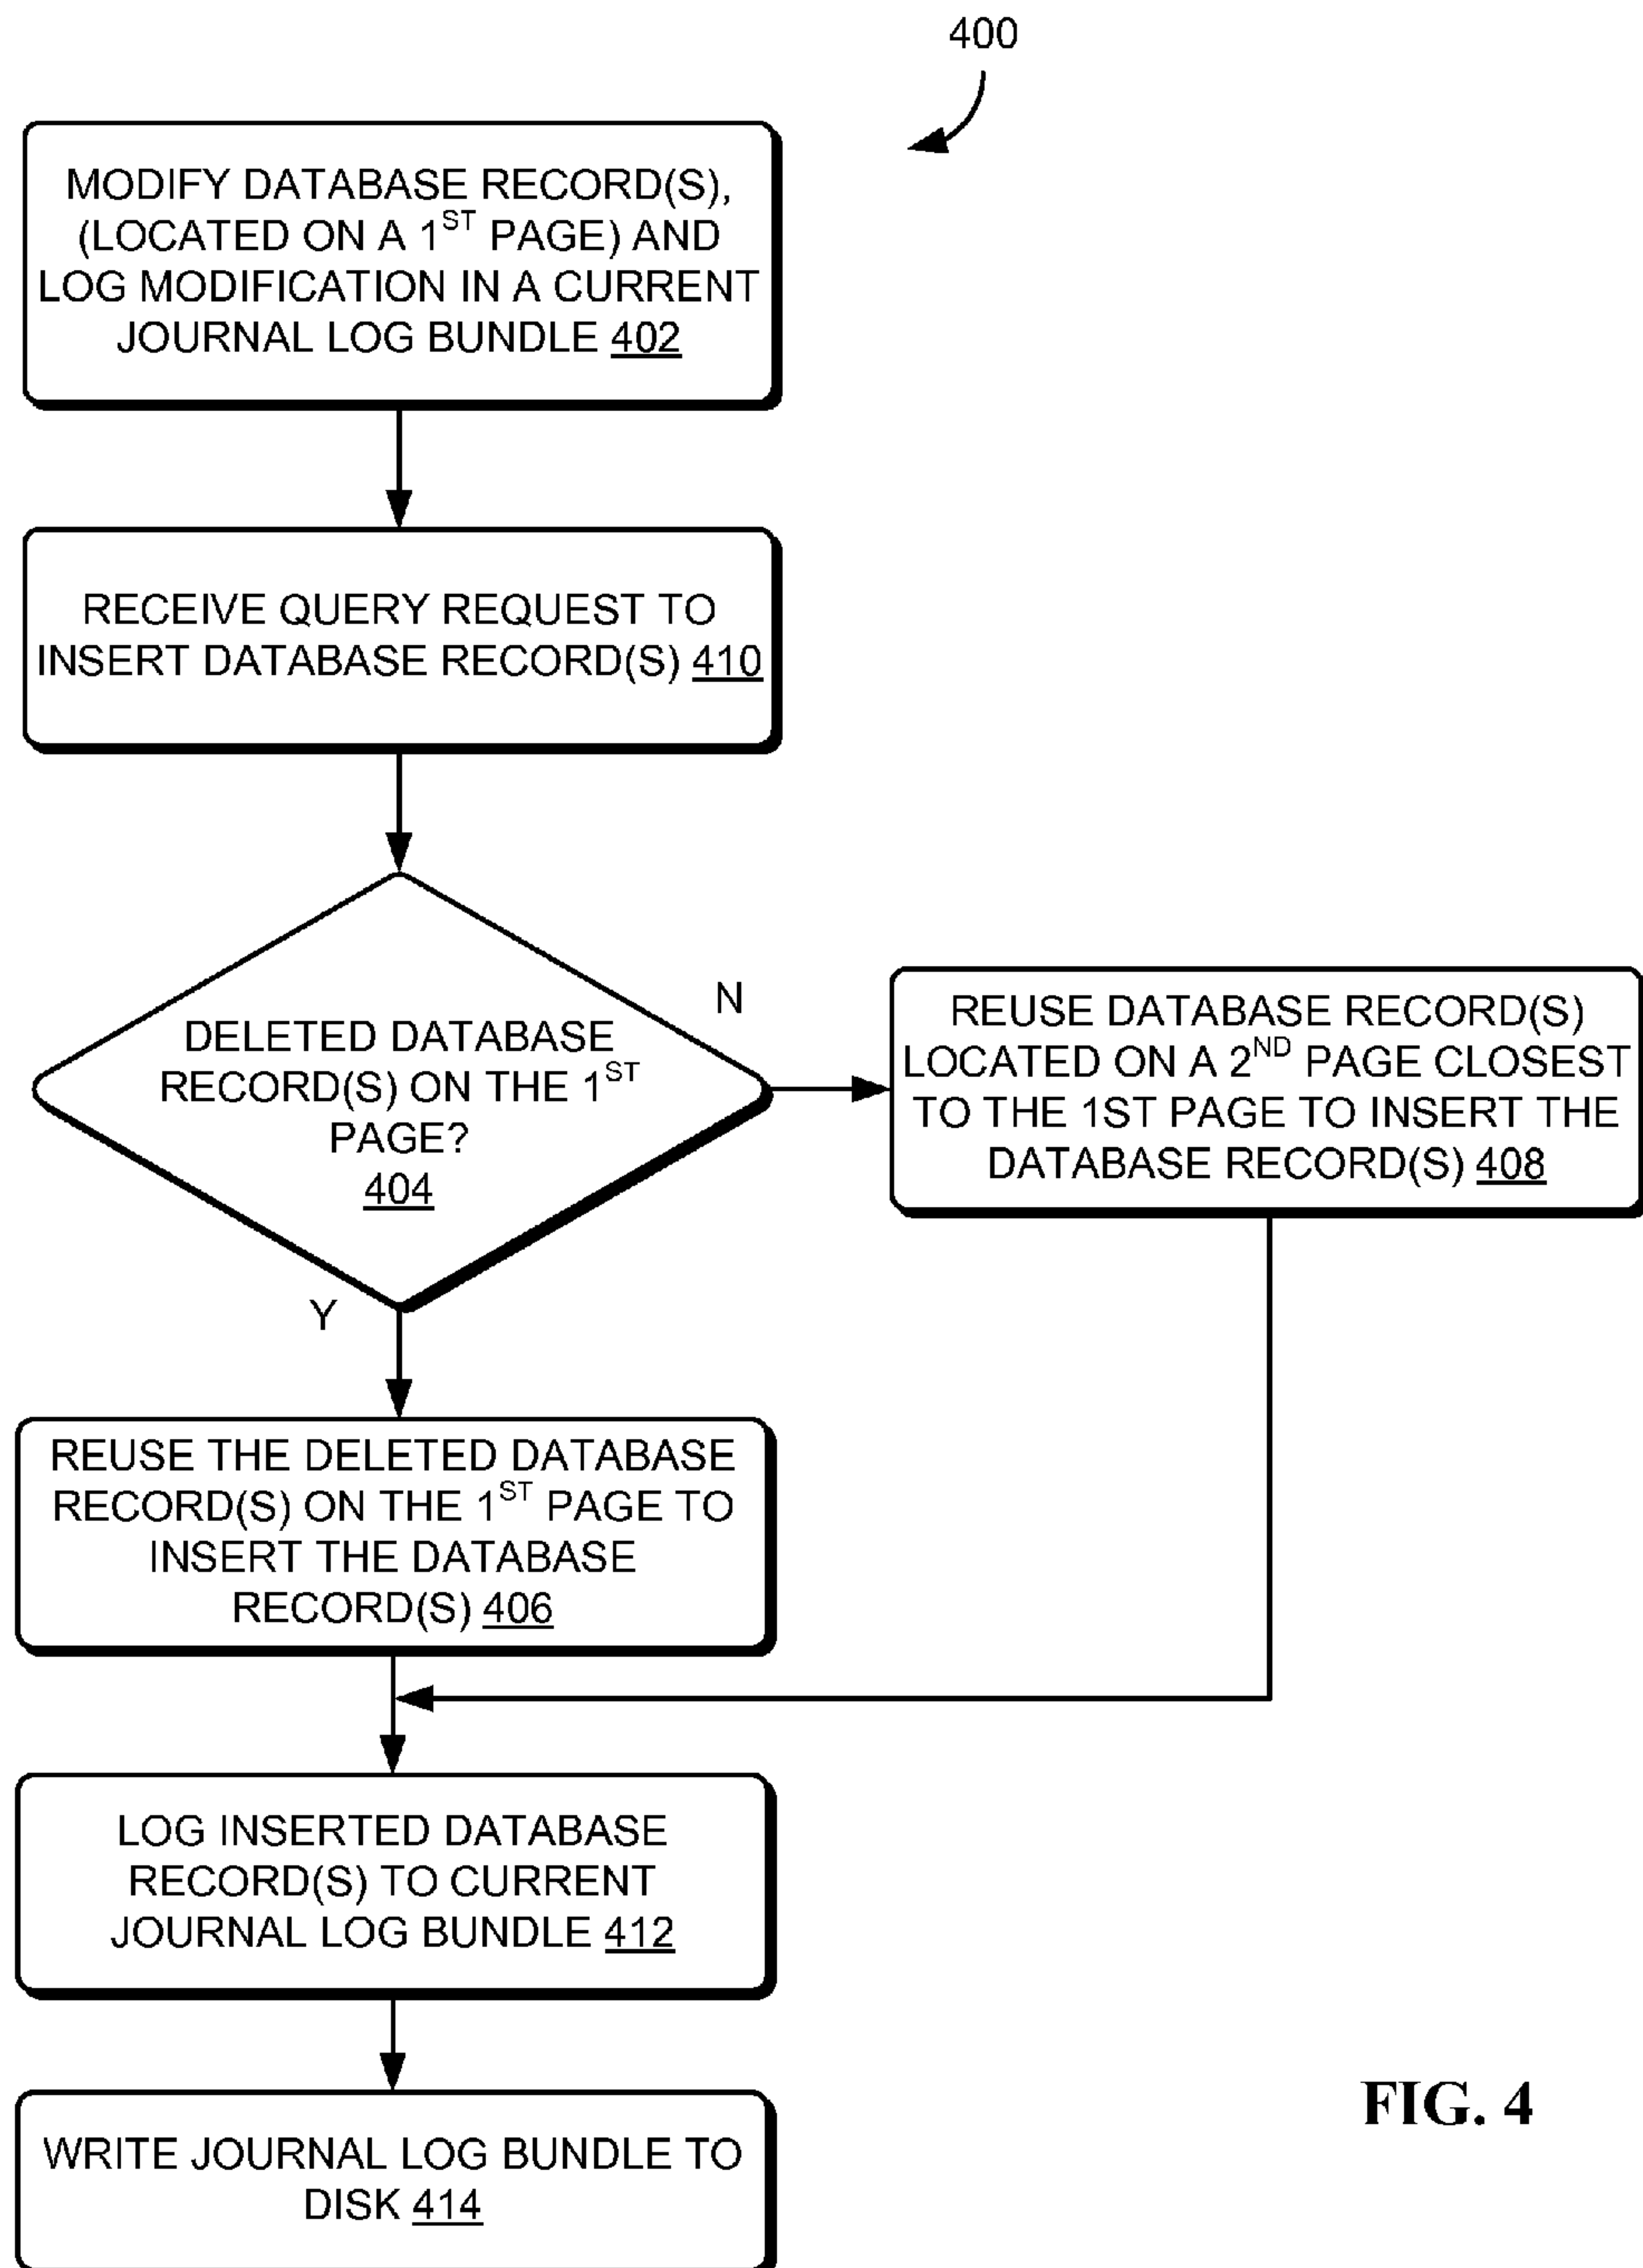 400
MODIFY DATABASE RECORD(S),
(LOCATED ON A 1ST PAGE) AND
LOG MODIFICATION IN A CURRENT
JOURNAL LOG BUNDLE 402
RECEIVE QUERY REQUEST TO
INSERT DATABASE RECORD(S) 410
DELETED DATABASE
RECORD(S) ON THE 1ST
PAGE?
404
N
REUSE DATABASE RECORD(S)
LOCATED ON A 2ND PAGE CLOSEST
TO THE 1ST PAGE TO INSERT THE
DATABASE RECORD(S) 408
Y
REUSE THE DELETED DATABASE
RECORD(S) ON THE 1ST PAGE TO
INSERT THE DATABASE
RECORD(S) 406
LOG INSERTED DATABASE
RECORD(S) TO CURRENT
JOURNAL LOG BUNDLE 412
WRITE JOURNAL LOG BUNDLE TO
DISK 414
FIG. 4